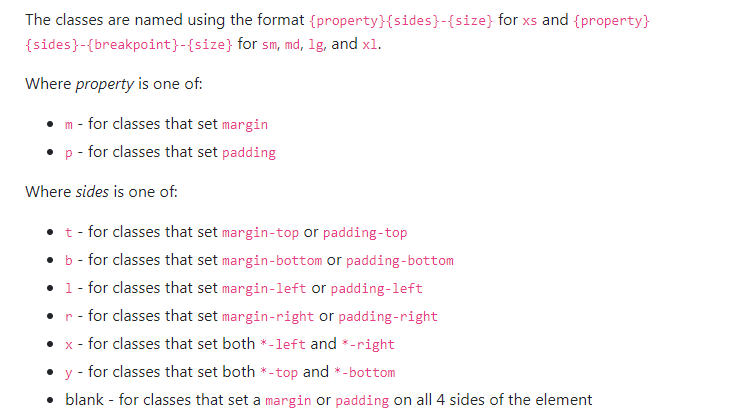 The classes are named using the format {property}{sides}-{size} for xs and {property}
{sides}-{breakpoint}-{size} for sm, md, lg, and xl.
Where property is one of:
• m - for classes that set margin
• p - for classes that set padding
Where sides is one of:
• t - for classes that set margin-top or padding-top
• b - for classes that set margin-bottom or padding-bottom
• l - for classes that set margin-left or padding-left
• r - for classes that set margin-right or padding-right
• x - for classes that set both *-left and *-right
• y - for classes that set both *-top and *-bottom
• blank - for classes that set a margin or padding on all 4 sides of the element